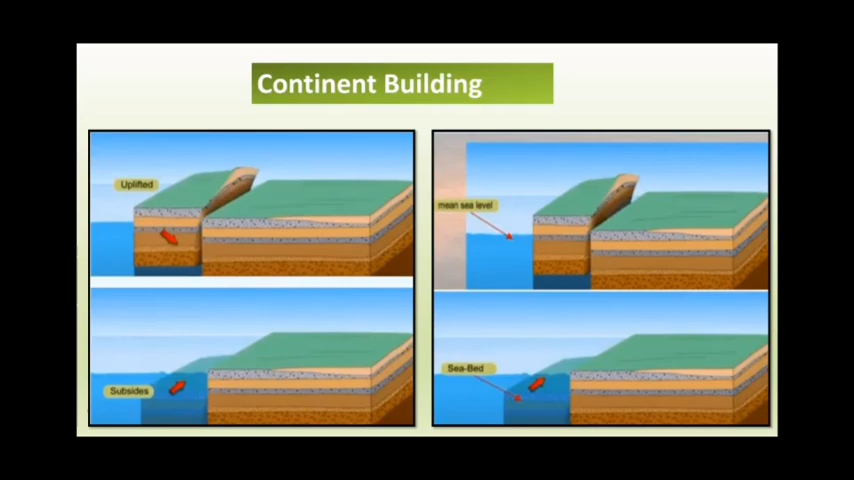 Continent Building
Uplifted
mean sea level
Subsides
Sea-Bed